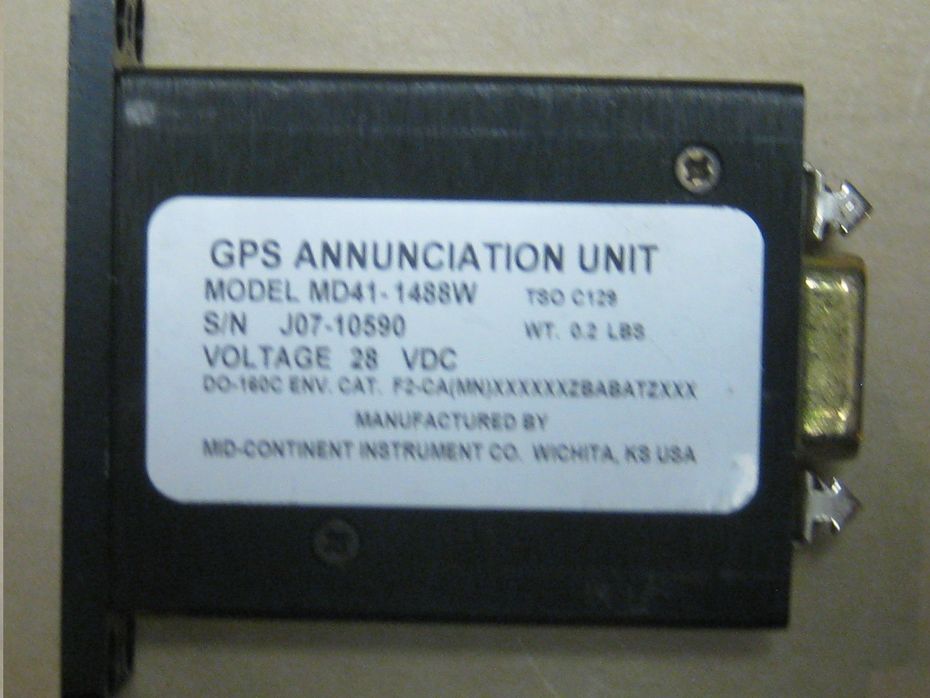 GPS ANNUNCIATION UNIT
MODEL MD41-1488W TSO C129
S/N J07-10590 WT. 0.2 LBS
VOLTAGE 28 VDC
DO-160C ENV. CAT. F2-CA(MN)XXXXXXZBABATZXXX
MANUFACTURED BY
MID-CONTINENT INSTRUMENT CO. WICHITA, KS USA